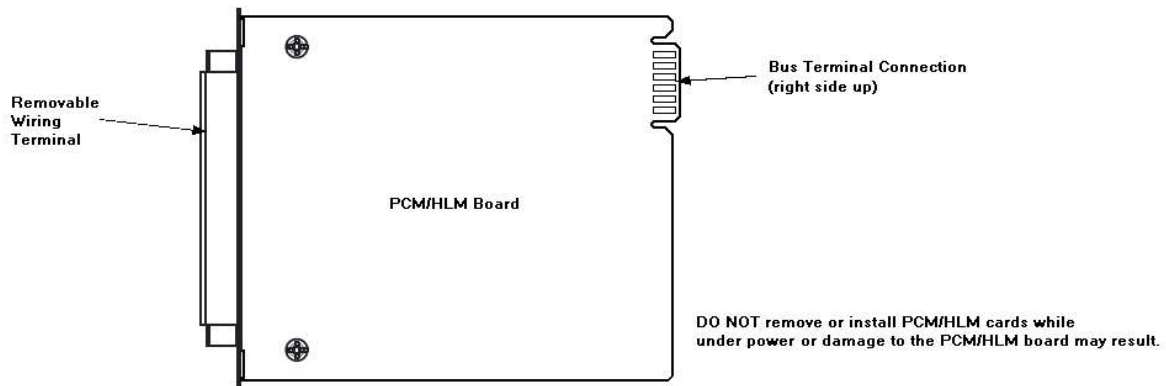 Removable
Wiring
Terminal
Bus Terminal Connection
(right side up)
PCM/HLM Board
DO NOT remove or install PCM/HLM cards while
under power or damage to the PCM/HLM board may result.